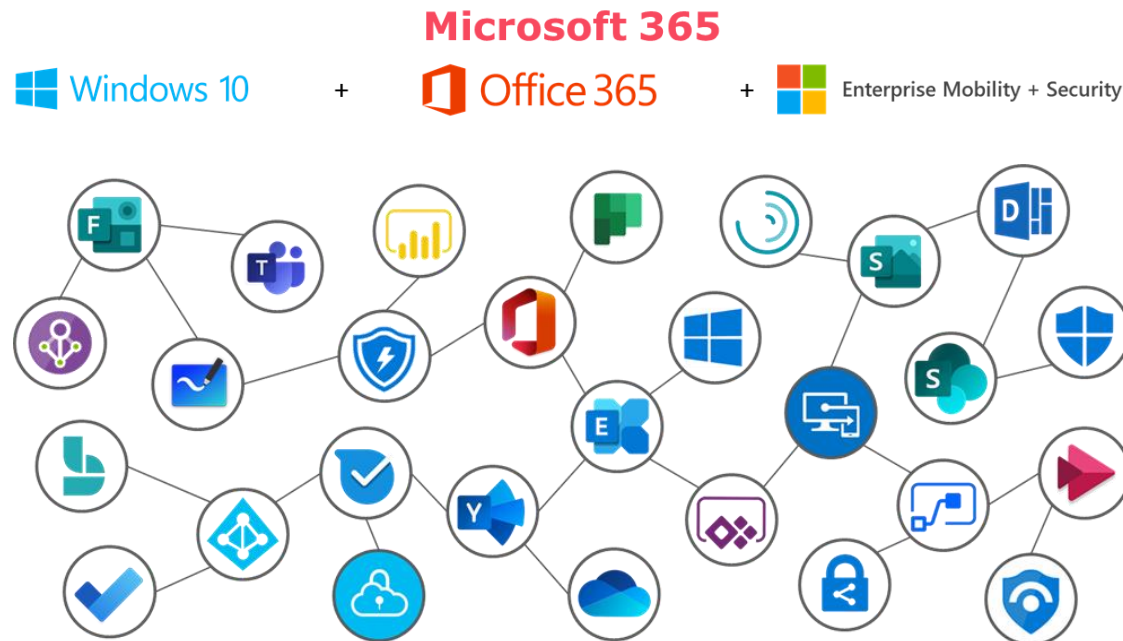 Microsoft 365
Windows 10 + Office 365 + Enterprise Mobility + Security
F
T
S
D
S
E
Y